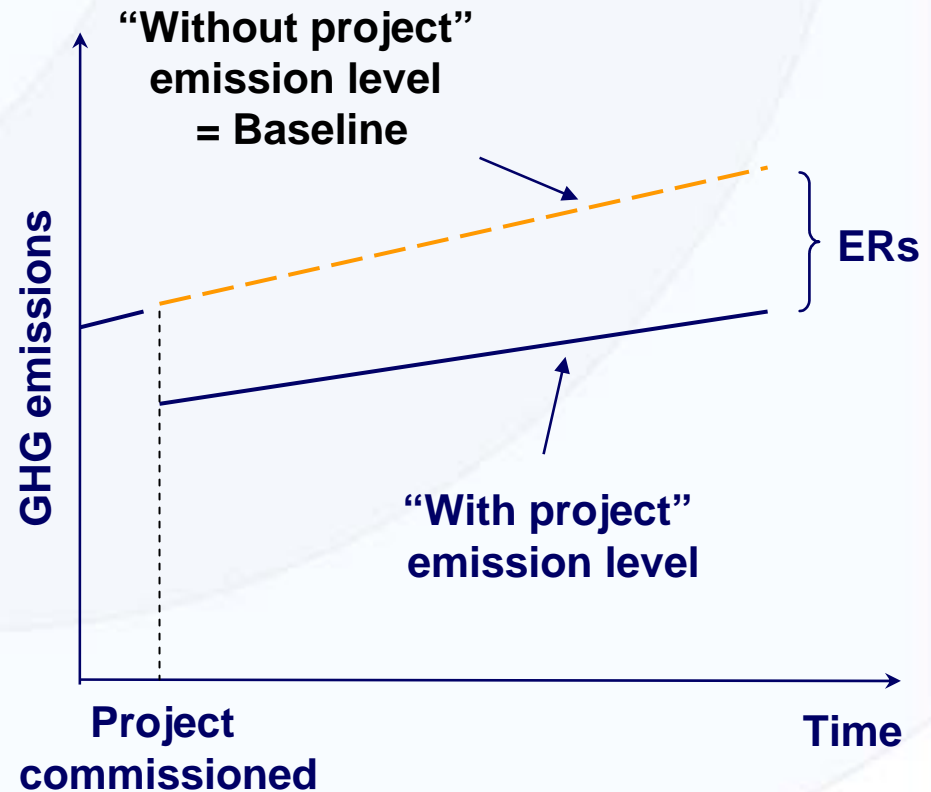 “Without project”
emission level
= Baseline
ERs
GHG emissions
“With project”
emission level
Project
commissioned
Time